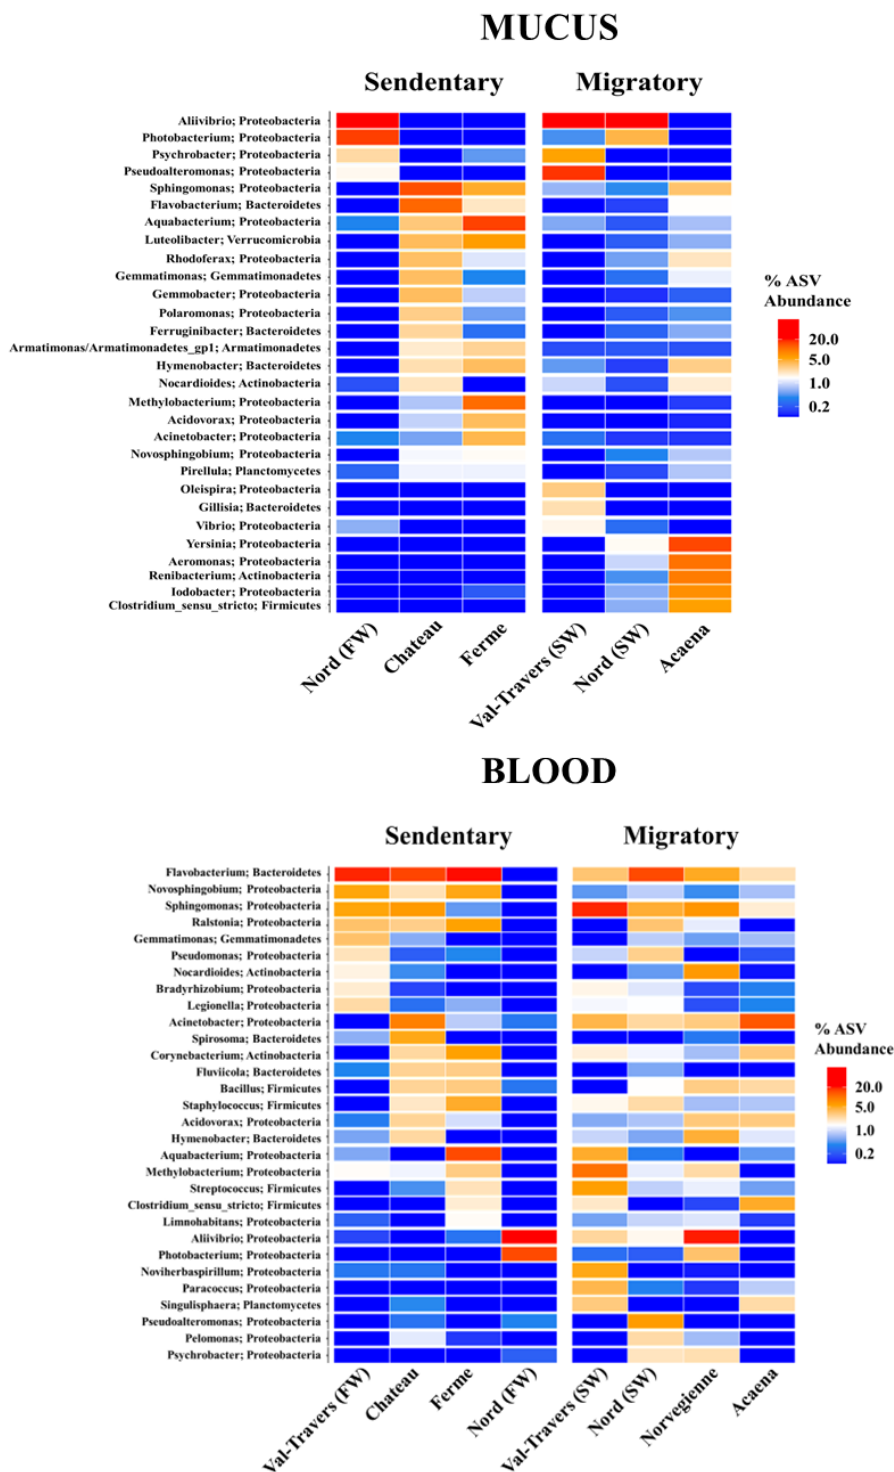 MUCUS
Sendentary
Migratory
Aliivibrio; Proteobacteria
Photobacterium; Proteobacteria
Psychrobacter; Proteobacteria
Pseudoalteromonas; Proteobacteria
Sphingomonas; Proteobacteria
Flavobacterium; Bacteroidetes
Aquabacterium; Proteobacteria
Luteolibacter; Verrucomicrobia
Rhodoferax; Proteobacteria
Gemmatimonas; Gemmatimonadetes
Gemmobacter; Proteobacteria
Polaromonas; Proteobacteria
Ferruginibacter; Bacteroidetes
Armatimonas/Armatimonadetes_gp1; Armatimonadetes
Hymenobacter; Bacteroidetes
Nocardioides; Actinobacteria
Methylobacterium; Proteobacteria
Acidovorax; Proteobacteria
Acinetobacter; Proteobacteria
Novosphingobium; Proteobacteria
Pirellula; Planctomycetes
Oleispira; Proteobacteria
Gillisia; Bacteroidetes
Vibrio; Proteobacteria
Yersinia; Proteobacteria
Aeromonas; Proteobacteria
Renibacterium; Actinobacteria
Iodobacter; Proteobacteria
Clostridium_sensu_stricto; Firmicutes
% ASV
Abundance
20.0
5.0
1.0
0.2
Nord (FW)
Chateau
Ferme
Val-Travers (SW)
Nord (SW)
Acaena
BLOOD
Sendentary
Migratory
Flavobacterium; Bacteroidetes
Novosphingobium; Proteobacteria
Sphingomonas; Proteobacteria
Ralstonia; Proteobacteria
Gemmatimonas; Gemmatimonadetes
Pseudomonas; Proteobacteria
Nocardioides; Actinobacteria
Bradyrhizobium; Proteobacteria
Legionella; Proteobacteria
Acinetobacter; Proteobacteria
Spirosoma; Bacteroidetes
Corynebacterium; Actinobacteria
Fluviicola; Bacteroidetes
Bacillus; Firmicutes
Staphylococcus; Firmicutes
Acidovorax; Proteobacteria
Hymenobacter; Bacteroidetes
Aquabacterium; Proteobacteria
Methylobacterium; Proteobacteria
Streptococcus; Firmicutes
Clostridium_sensu_stricto; Firmicutes
Limnohabitans; Proteobacteria
Aliivibrio; Proteobacteria
Photobacterium; Proteobacteria
Noviherbaspirillum; Proteobacteria
Paracoccus; Proteobacteria
Singulisphaera; Planctomycetes
Pseudoalteromonas; Proteobacteria
Pelomonas; Proteobacteria
Psychrobacter; Proteobacteria
% ASV
Abundance
20.0
5.0
1.0
0.2
Val-Travers (FW)
Chateau
Ferme
Nord (FW)
Val-Travers (SW)
Nord (SW)
Norvegienne
Acaena